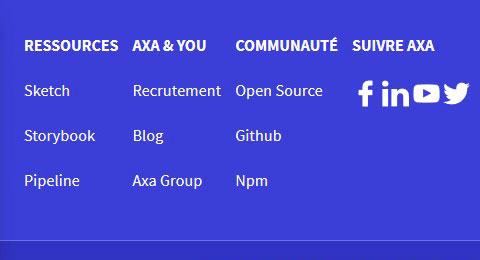 RESSOURCES AXA & YOU COMMUNAUTÉ SUIVRE AXA
Sketch Recrutement Open Source
Storybook Blog Github
Pipeline Axa Group Npm